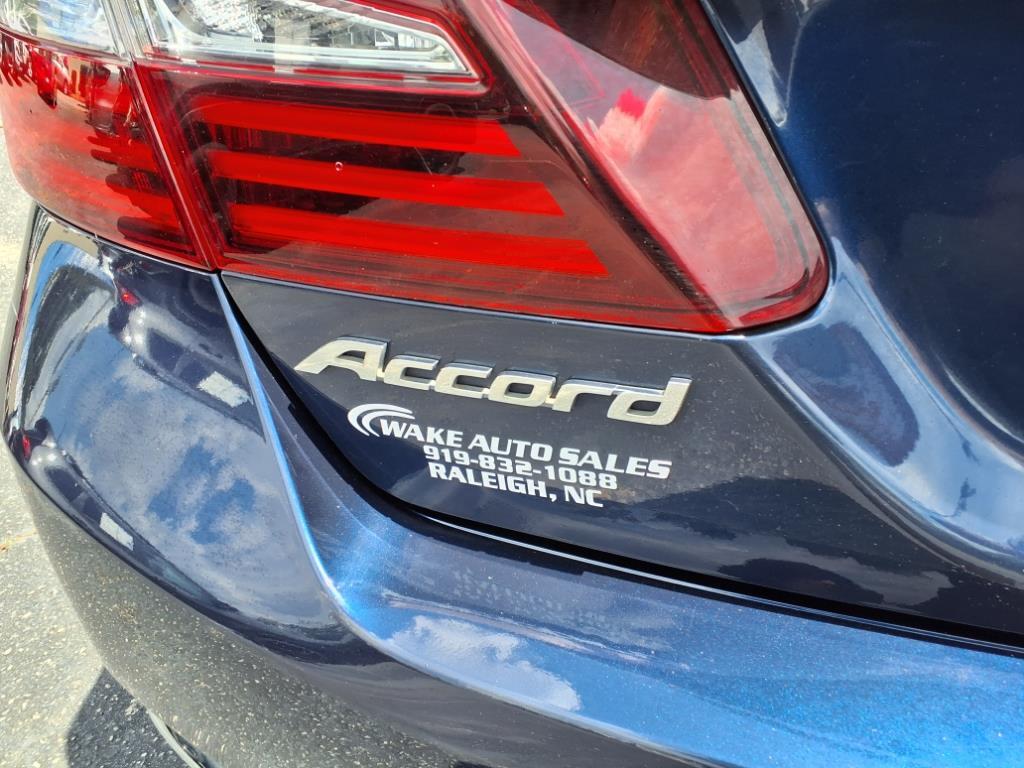 Accord
WAKE AUTO SALES
919-832-1088
RALEIGH, NC